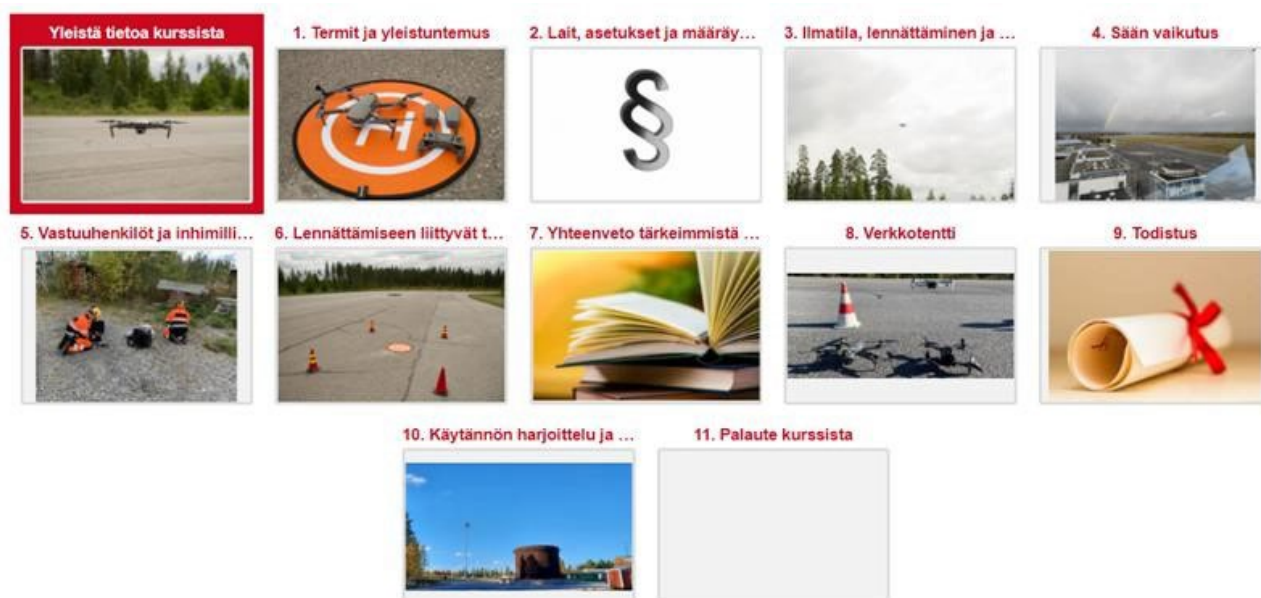 Yleistä tietoa kurssista
1. Termit ja yleistuntemus
2. Lait, asetukset ja määräy...
3. Ilmatila, lennättäminen ja ...
4. Sään vaikutus
5. Vastuuhenkilöt ja inhimilli...
6. Lennättämiseen liittyvät t...
7. Yhteenveto tärkeimmistä ...
8. Verkkotentti
9. Todistus
10. Käytännön harjoittelu ja ...
11. Palaute kurssista
H
§